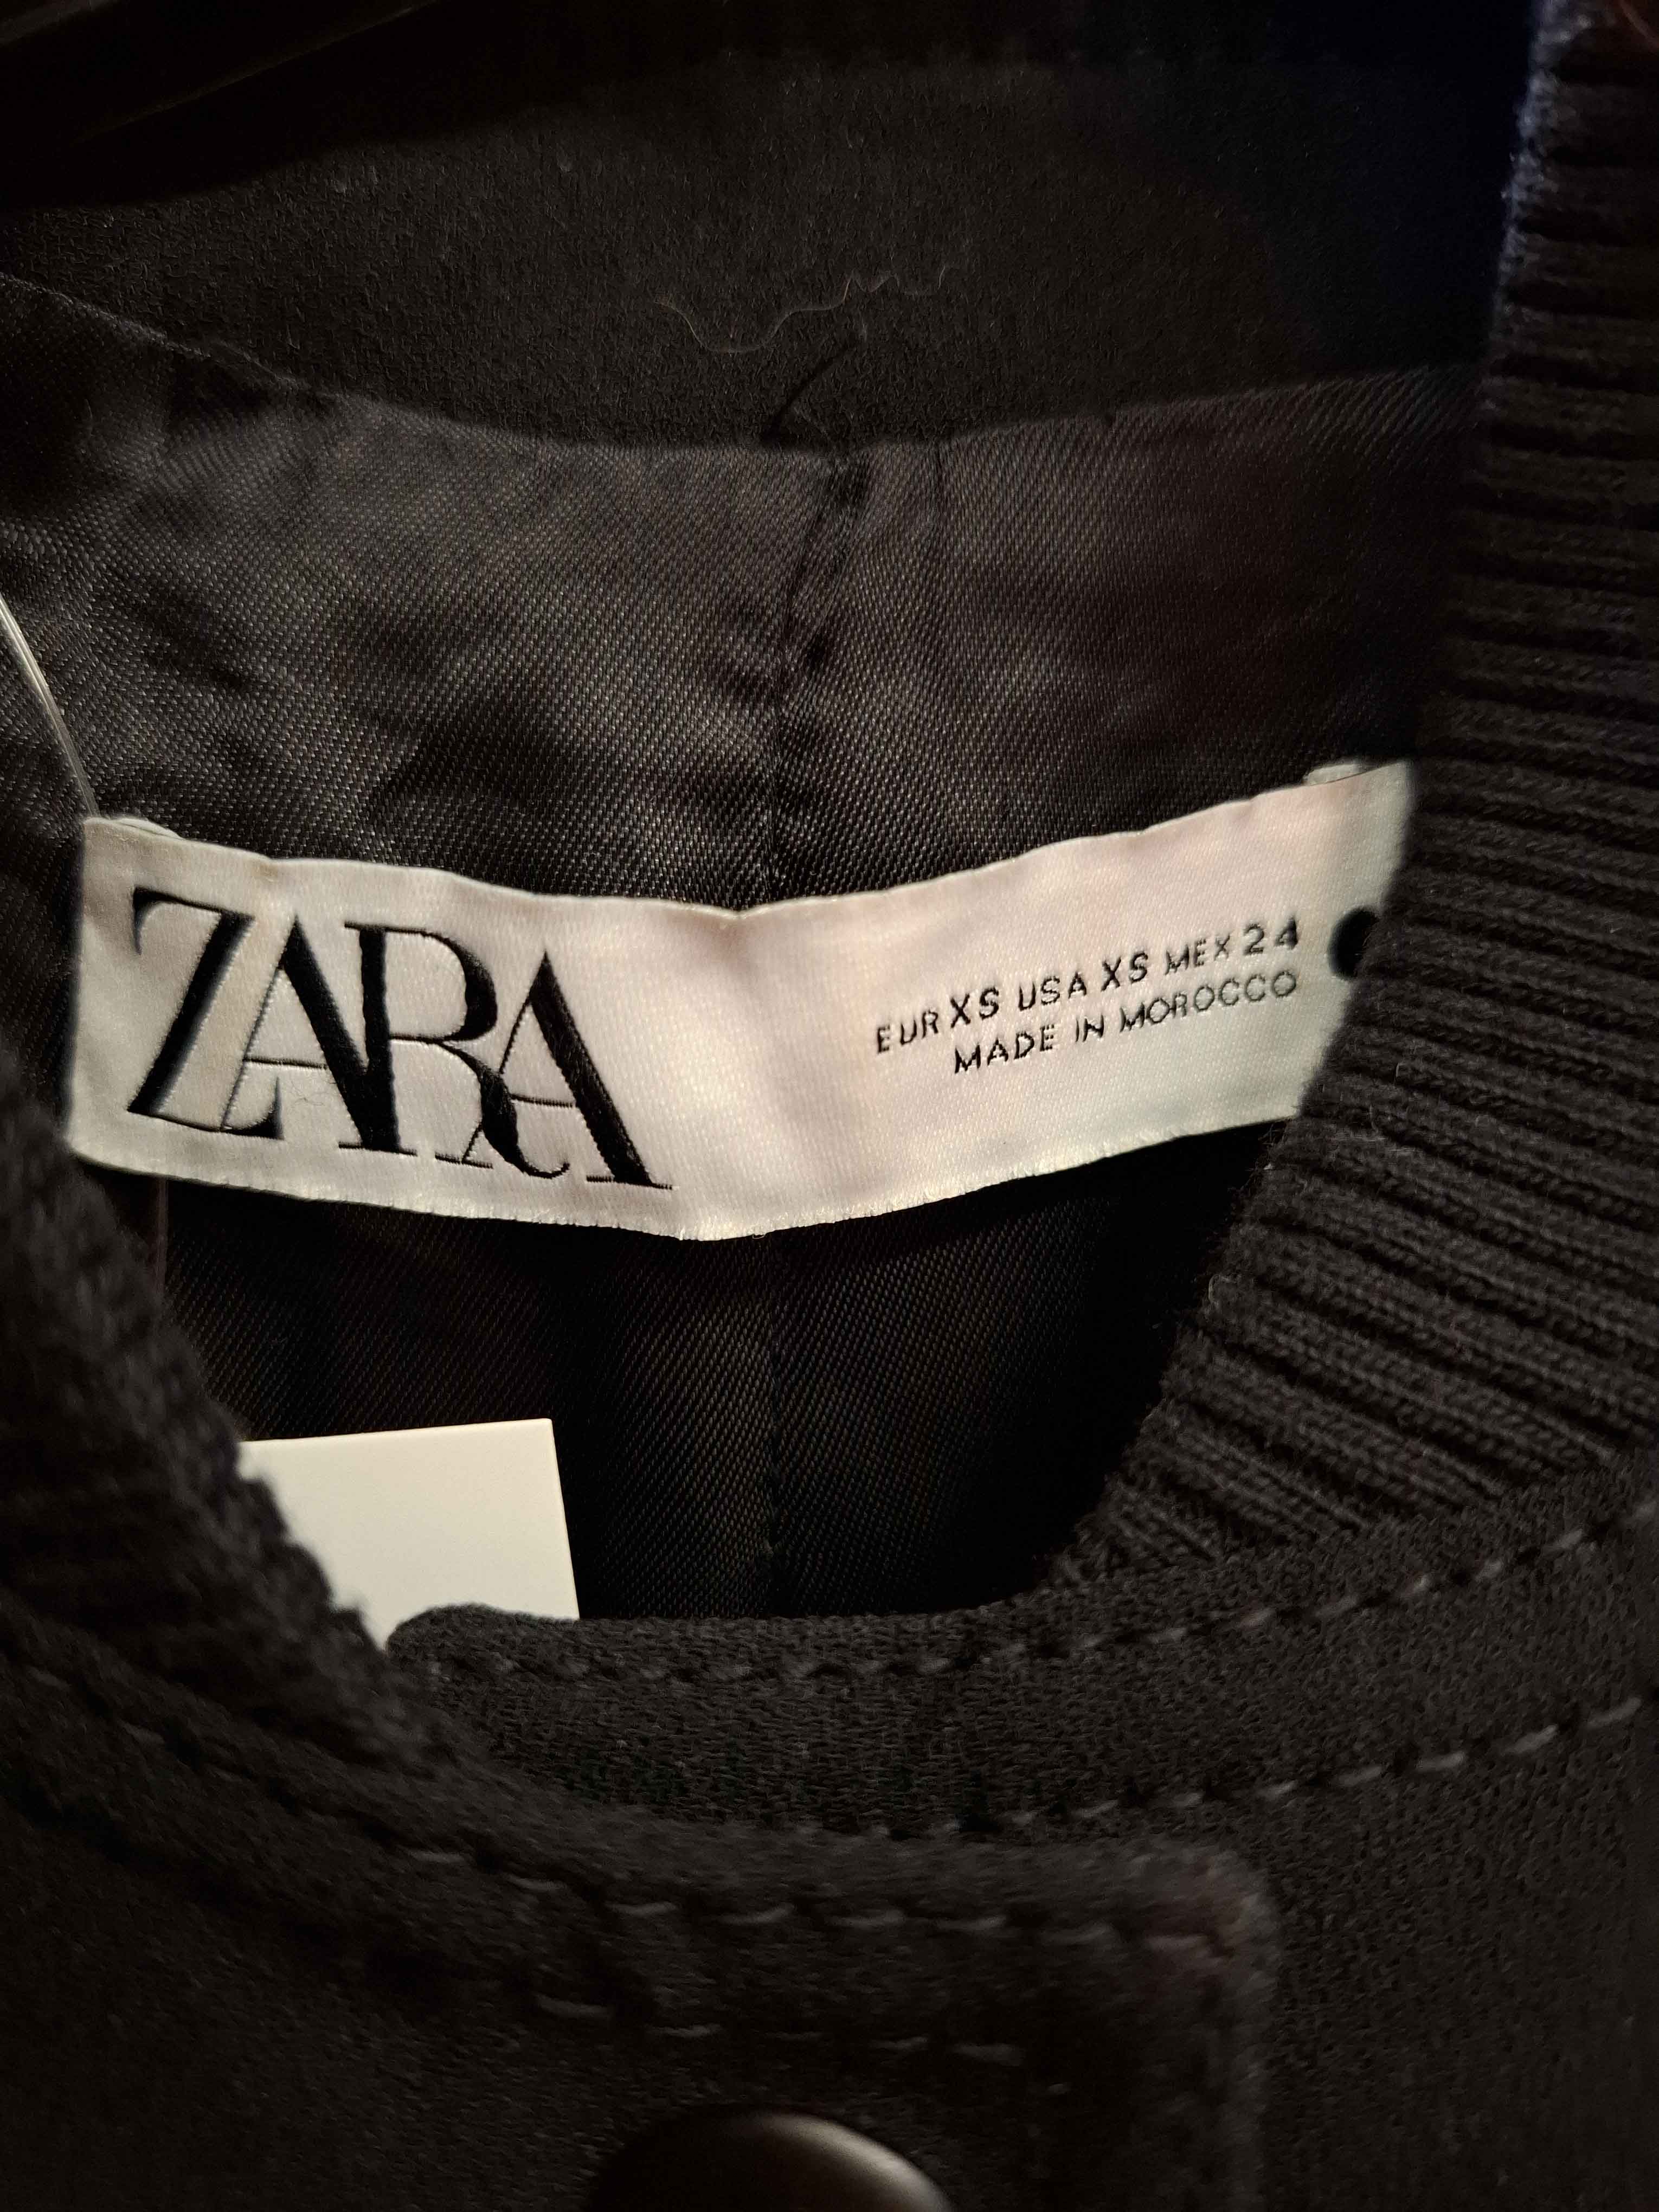 ZARA
EUR XS USA XS MEX 24
MADE IN MOROCCO